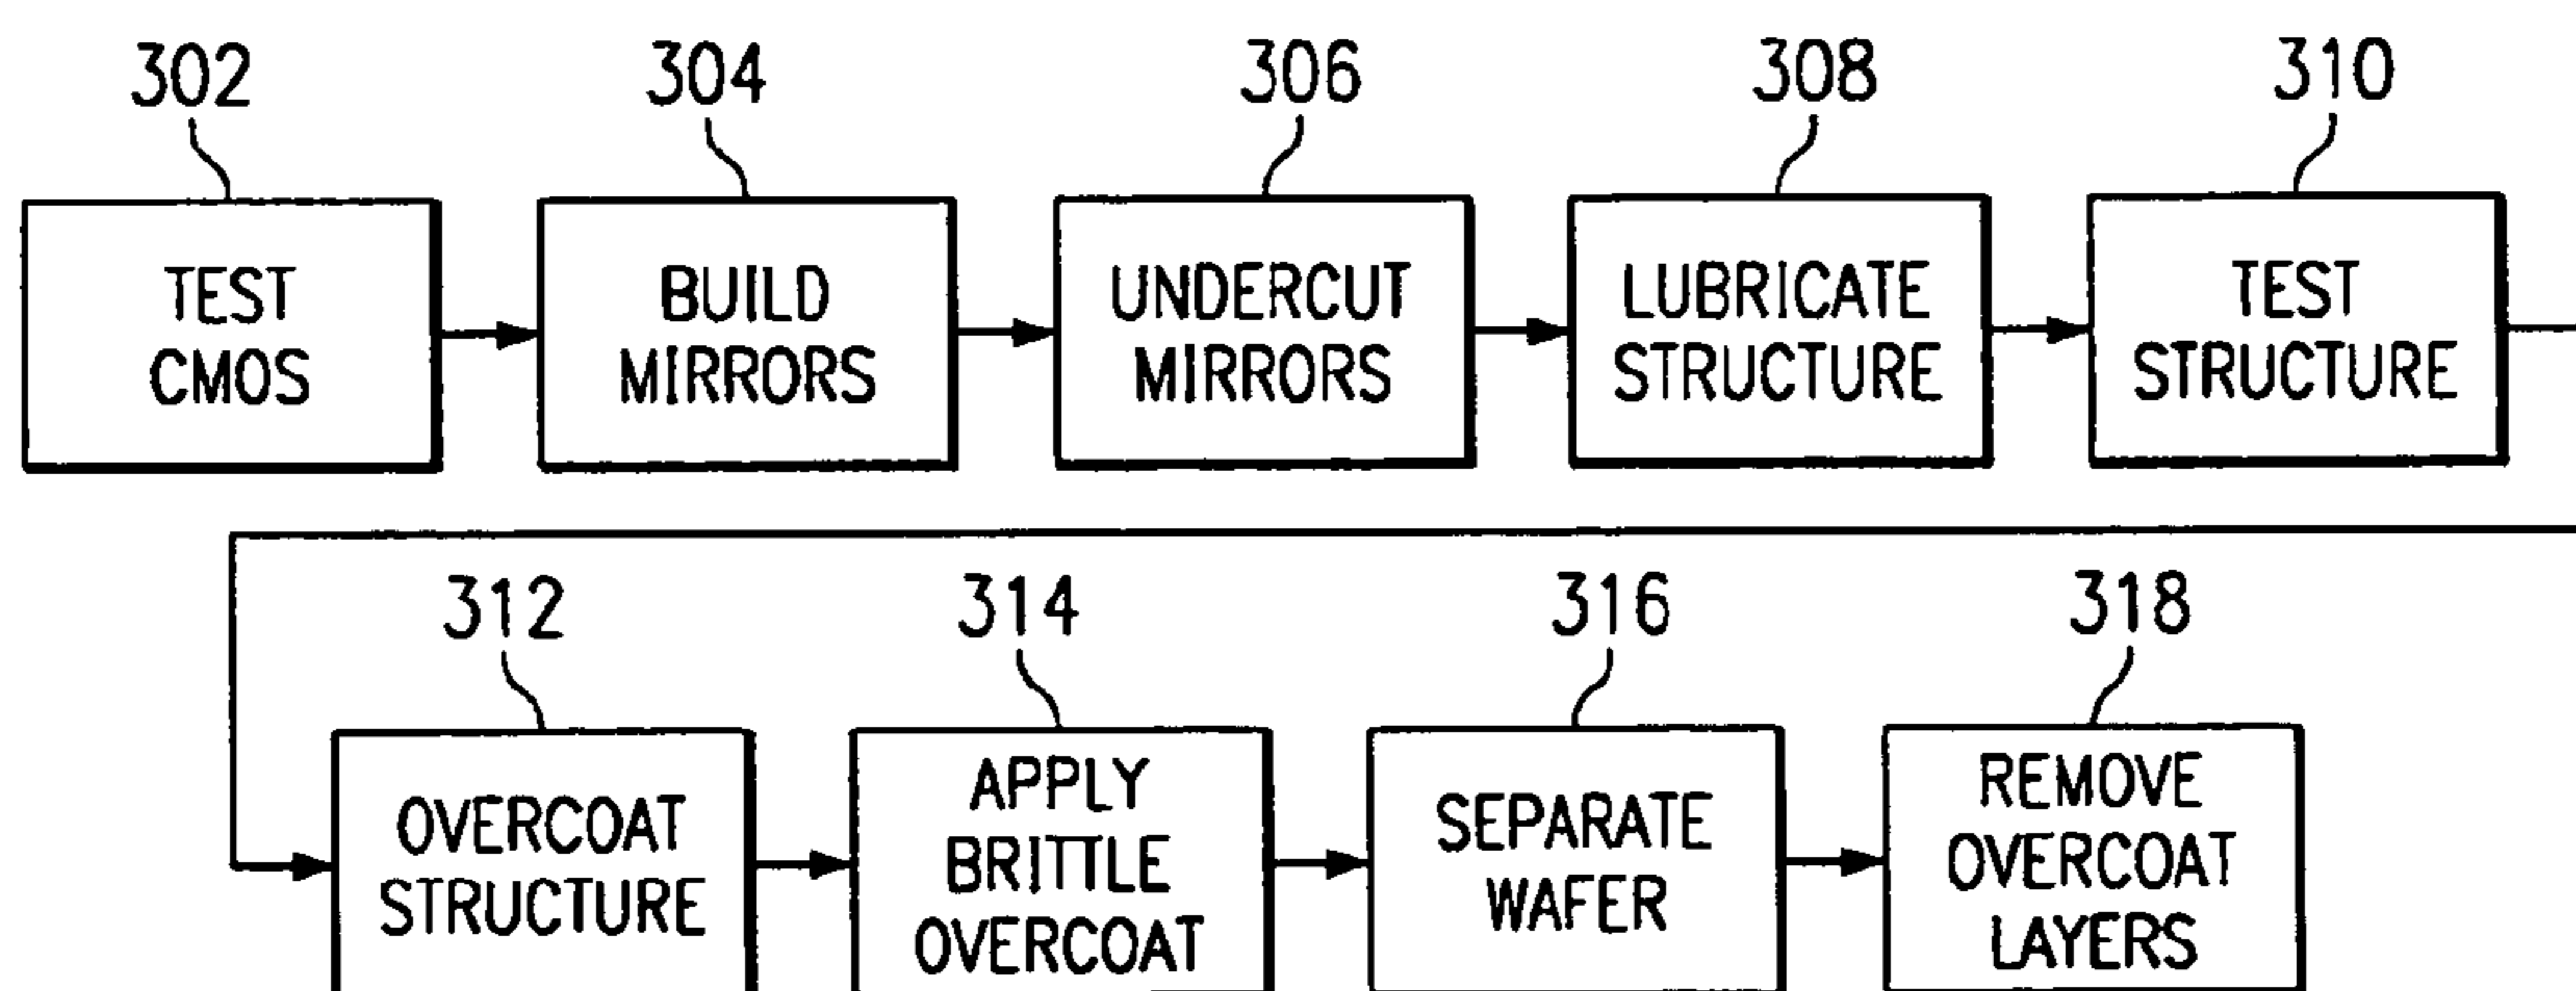 302
304
306
308
310
TEST
CMOS
BUILD
MIRRORS
UNDERCUT
MIRRORS
LUBRICATE
STRUCTURE
TEST
STRUCTURE
312
314
316
318
OVERCOAT
STRUCTURE
APPLY
BRITTLE
OVERCOAT
SEPARATE
WAFER
REMOVE
OVERCOAT
LAYERS